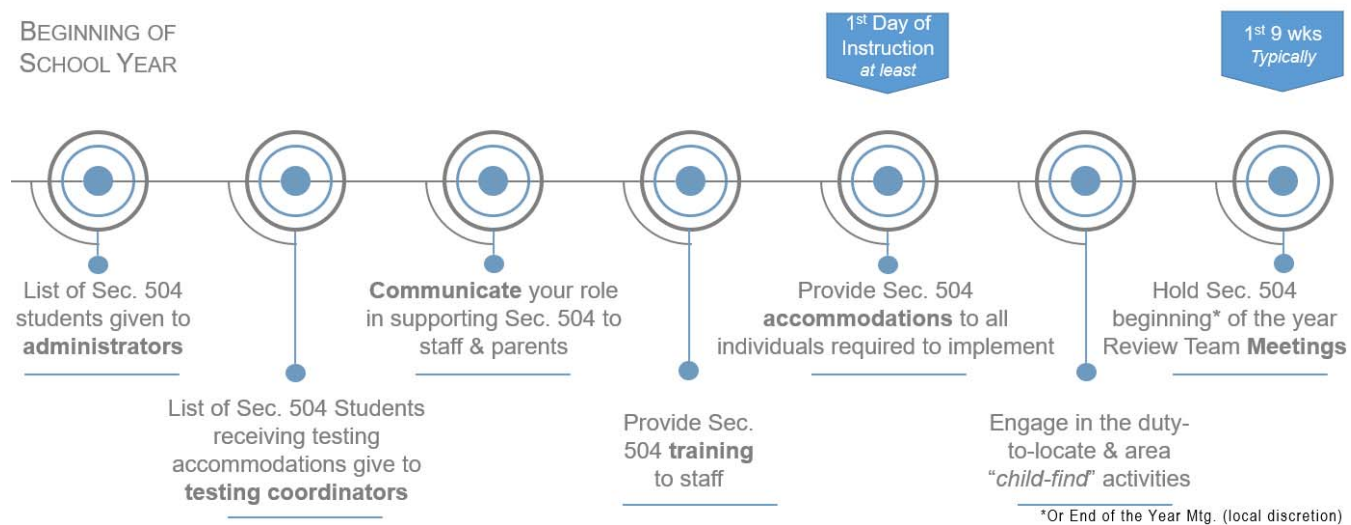 BEGINNING OF
SCHOOL YEAR
1st Day of
Instruction
at least
1st 9 wks
Typically
List of Sec. 504
students given to
administrators
List of Sec. 504 Students
receiving testing
accommodations give to
testing coordinators
Communicate your role
in supporting Sec. 504 to
staff & parents
Provide Sec.
504 training
to staff
Provide Sec. 504
accommodations to all
individuals required to implement
Engage in the duty-
to-locate & area
“child-find” activities
Hold Sec. 504
beginning* of the year
Review Team Meetings
*Or End of the Year Mtg. (local discretion)